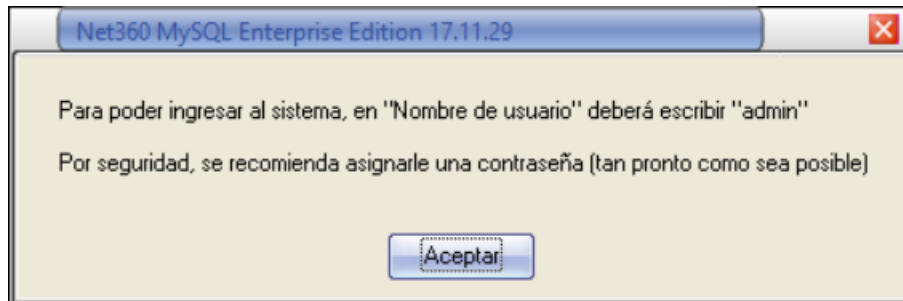 Net360 MySQL Enterprise Edition 17.11.29
Para poder ingresar al sistema, en "Nombre de usuario" deberá escribir "admin"
Por seguridad, se recomienda asignarle una contraseña (tan pronto como sea posible)
Aceptar